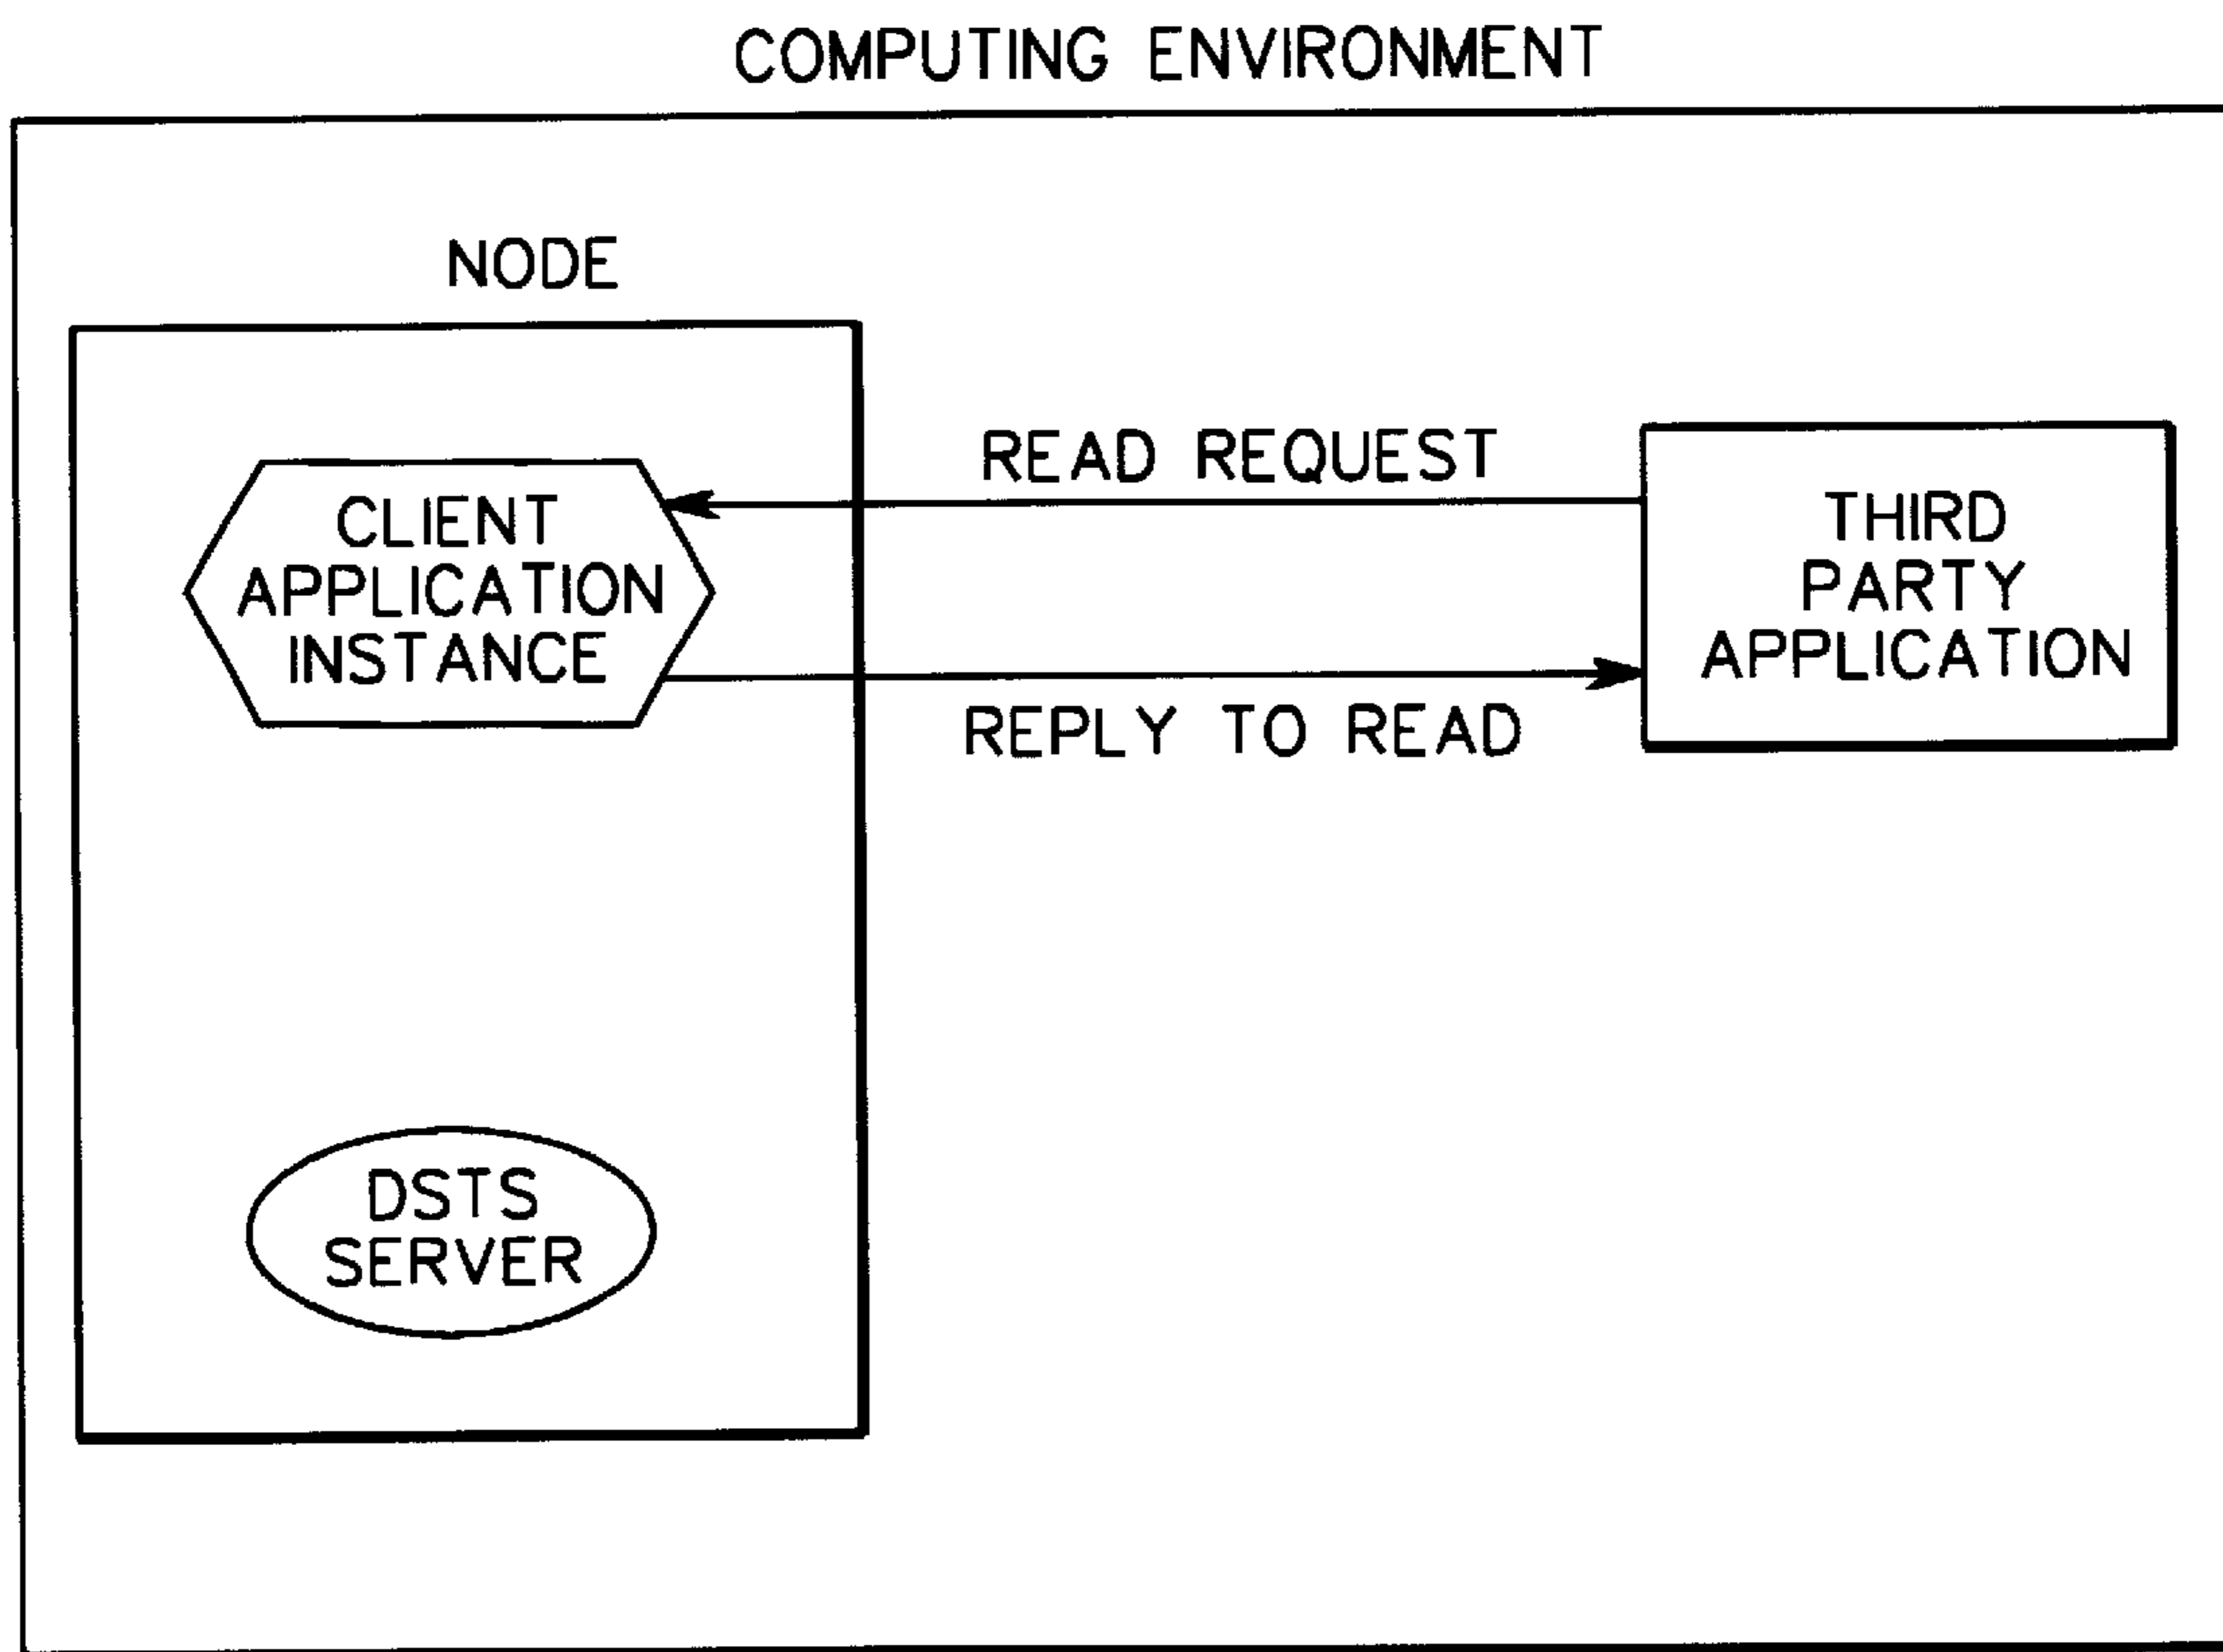 COMPUTING ENVIRONMENT
NODE
READ REQUEST
CLIENT
APPLICATION
INSTANCE
THIRD
PARTY
APPLICATION
REPLY TO READ
DSTS
SERVER